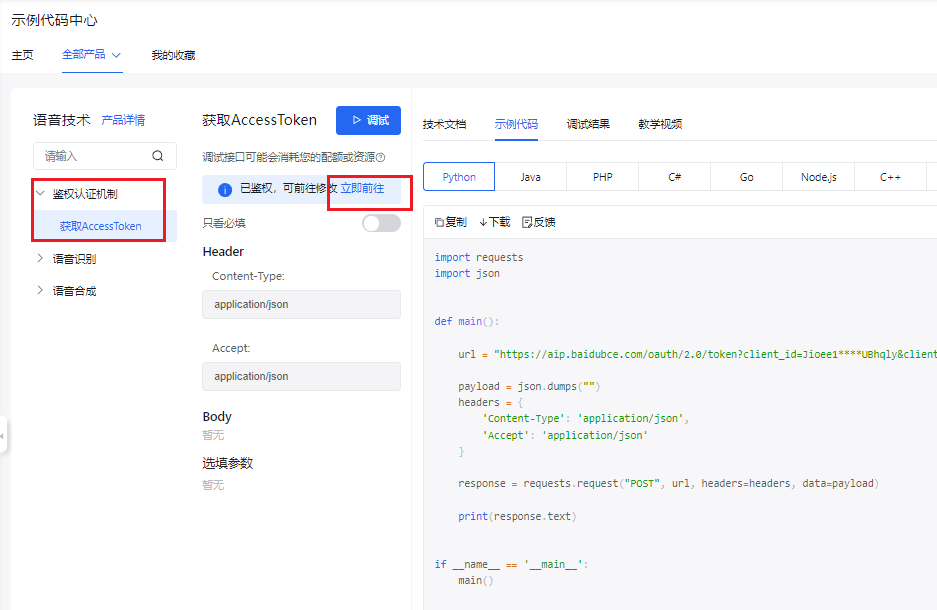 示例代码中心
主页 全部产品 我的收藏
语音技术 产品详情
请输入
鉴权认证机制
获取AccessToken
语音识别
语音合成
获取AccessToken 调试
调试接口可能会消耗您的配额或资源
已鉴权，可前往修改 立即前往
只看必填
Header
Content-Type:
application/json
Accept:
application/json
Body
暂无
选填参数
暂无
技术文档 示例代码 调试结果 教学视频
Python Java PHP C# Go Node.js C++
复制 下载 反馈
import requests
import json
def main():
url = "https://aip.baidubce.com/oauth/2.0/token?client_id=Jioee1****UBhqly&client
payload = json.dumps("")
headers = {
'Content-Type': 'application/json',
'Accept': 'application/json'
}
response = requests.request("POST", url, headers=headers, data=payload)
print(response.text)
if __name__ == '__main__':
main()